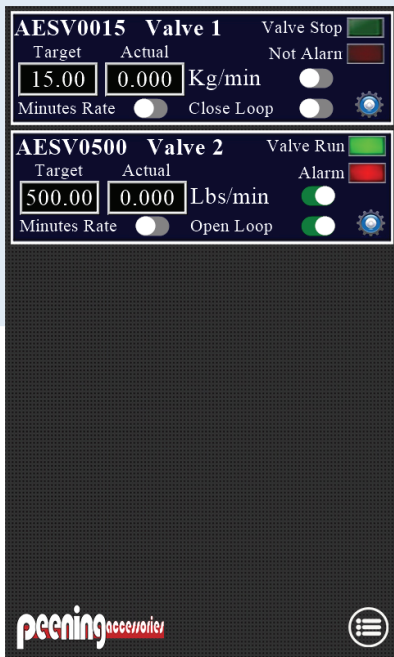 AESV0015 Valve 1 Valve Stop
Target Actual Not Alarn
15.00 0.000 Kg/min
Minutes Rate Close Loop
AESV0500 Valve 2 Valve Run
Target Actual Alarm
500.00 0.000 Lbs/min
Minutes Rate Open Loop
peening accessories